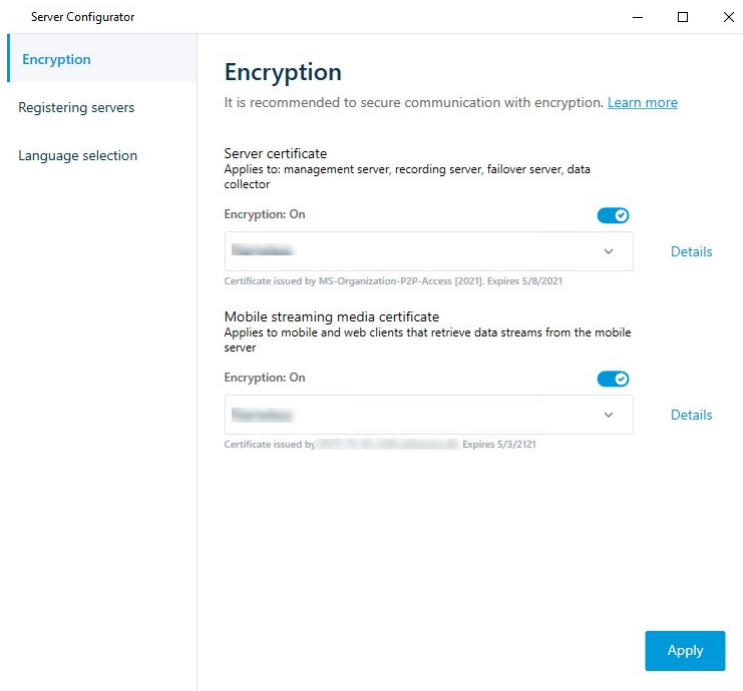 Server Configurator
Encryption
Registering servers
Language selection
Encryption
It is recommended to secure communication with encryption. Learn more
Server certificate
Applies to: management server, recording server, failover server, data
collector
Encryption: On
Details
Certificate issued by MS-Organization-P2P-Access [2021]. Expires 5/8/2021
Mobile streaming media certificate
Applies to mobile and web clients that retrieve data streams from the mobile
server
Encryption: On
Details
Certificate issued by Expires 5/3/2121
Apply